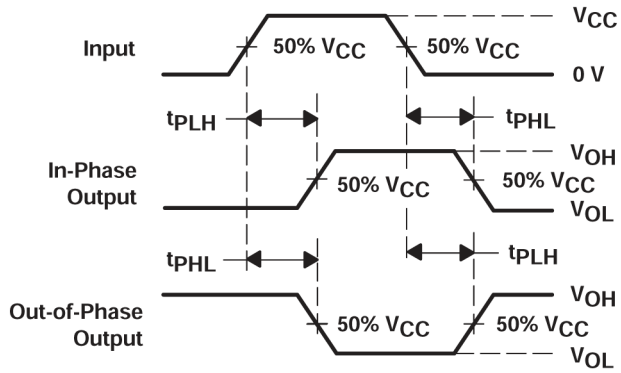 VCC
Input
50% VCC
50% VCC
0 V
tPLH
tPHL
In-Phase
Output
VOH
50% VCC
50% VCC
VOL
tPHL
tPLH
Out-of-Phase
Output
VOH
50% VCC
50% VCC
VOL